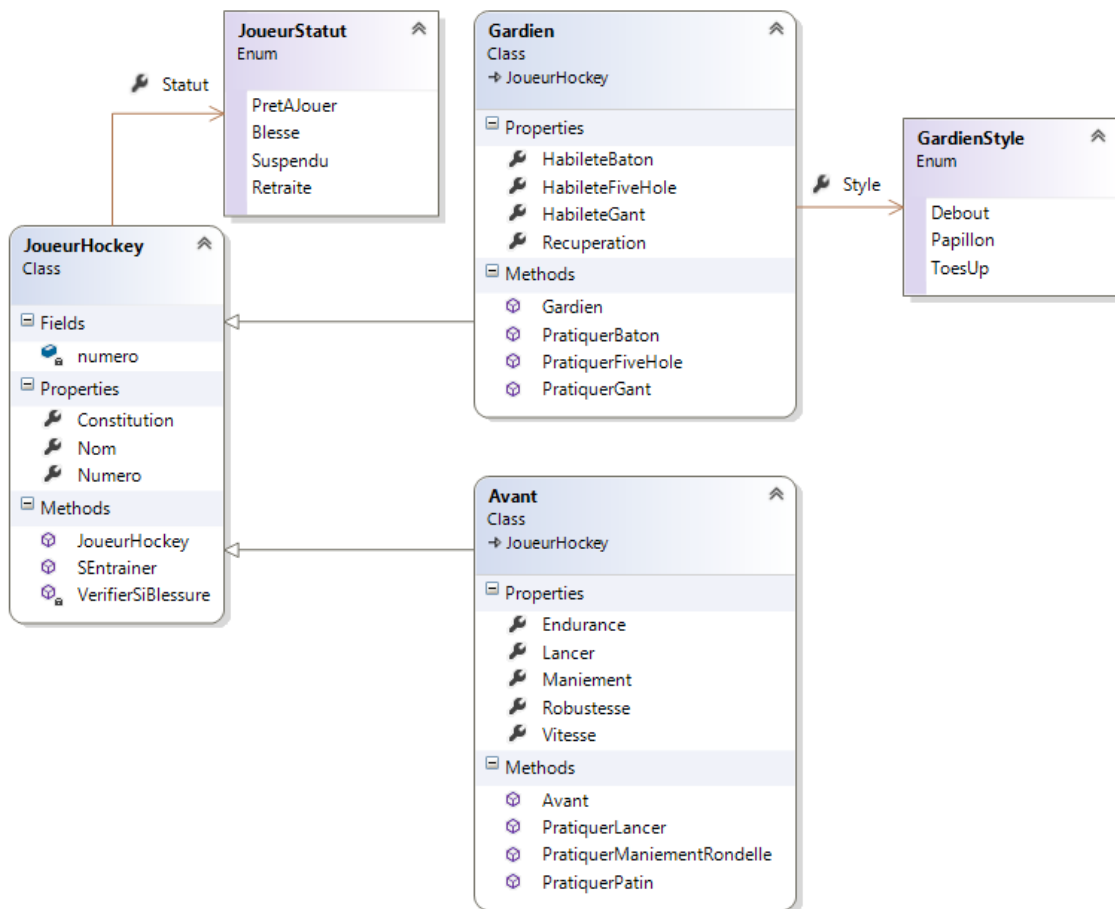 JoueurStatut
Enum
PretAJouer
Blesse
Suspendu
Retraite
Statut
JoueurHockey
Class
Fields
numero
Properties
Constitution
Nom
Numero
Methods
JoueurHockey
SEntrainer
VerifierSiBlessure
Gardien
Class
JoueurHockey
Properties
HabileteBaton
HabileteFiveHole
HabileteGant
Recuperation
Methods
Gardien
PratiquerBaton
PratiquerFiveHole
PratiquerGant
Style
GardienStyle
Enum
Debout
Papillon
ToesUp
Avant
Class
JoueurHockey
Properties
Endurance
Lancer
Maniement
Robustesse
Vitesse
Methods
Avant
PratiquerLancer
PratiquerManiementRondelle
PratiquerPatin